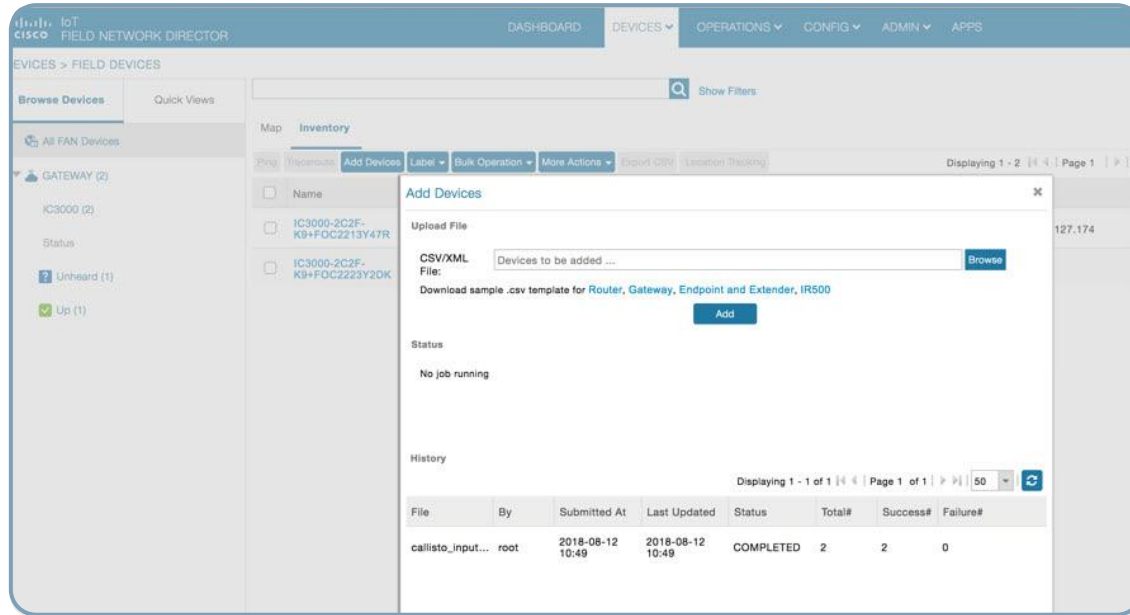 CISCO
IoT
FIELD NETWORK DIRECTOR
DASHBOARD
DEVICES
OPERATIONS
CONFIG
ADMIN
APPS
EVICES > FIELD DEVICES
Browse Devices
Quick Views
Show Filters
All FAN Devices
GATEWAY (2)
IC3000 (2)
Status
Unheard (1)
Up (1)
Map
Inventory
Ping
Traceroute
Add Devices
Label
Bulk Operation
More Actions
Export CSV
Location Tracking
Displaying 1 - 2
Page 1
Name
IC3000-2C2F-
K9+FOC2213Y47R
IC3000-2C2F-
K9+FOC2223Y2DK
127.174
Add Devices
Upload File
CSV/XML
File:
Devices to be added ...
Browse
Download sample .csv template for Router, Gateway, Endpoint and Extender, IR500
Add
Status
No job running
History
Displaying 1 - 1 of 1
Page 1 of 1
50
File By Submitted At Last Updated Status Total# Success# Failure#
callisto_input... root 2018-08-12 2018-08-12 COMPLETED 2 2 0
10:49 10:49